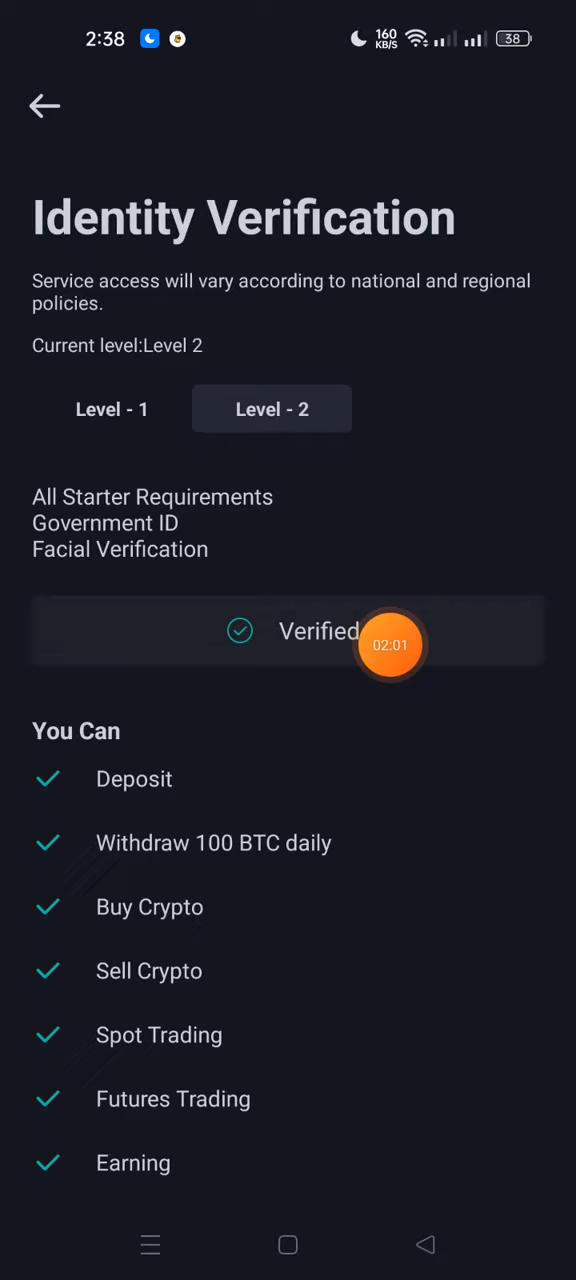 2:38
160
KB/S
38
Identity Verification
Service access will vary according to national and regional
policies.
Current level:Level 2
Level - 1
Level - 2
All Starter Requirements
Government ID
Facial Verification
Verified
02:01
You Can
Deposit
Withdraw 100 BTC daily
Buy Crypto
Sell Crypto
Spot Trading
Futures Trading
Earning